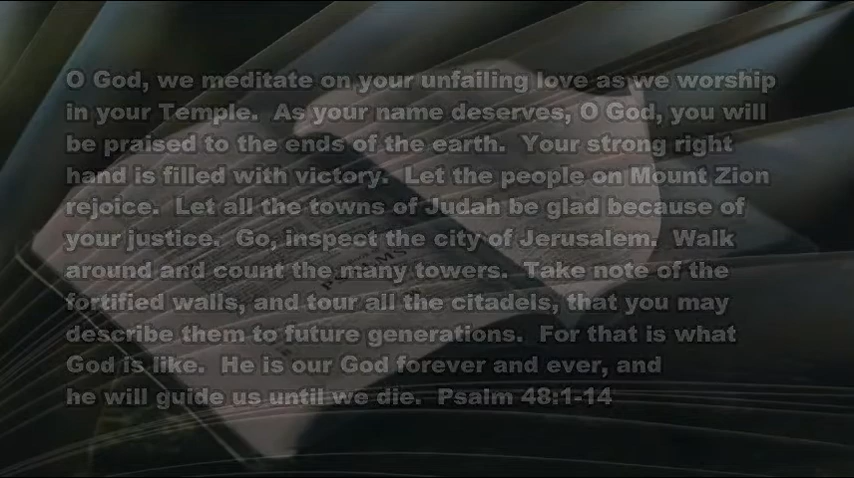 O God, we meditate on your unfailing love as we worship
in your Temple. As your name deserves, O God, you will
be praised to the ends of the earth. Your strong right
hand is filled with victory. Let the people on Mount Zion
rejoice. Let all the towns of Judah be glad because of
your justice. Go, inspect the city of Jerusalem. Walk
around and count the many towers. Take note of the
fortified walls, and tour all the citadels, that you may
describe them to future generations. For that is what
God is like. He is our God forever and ever, and
he will guide us until we die. Psalm 48:1-14
PSALMS